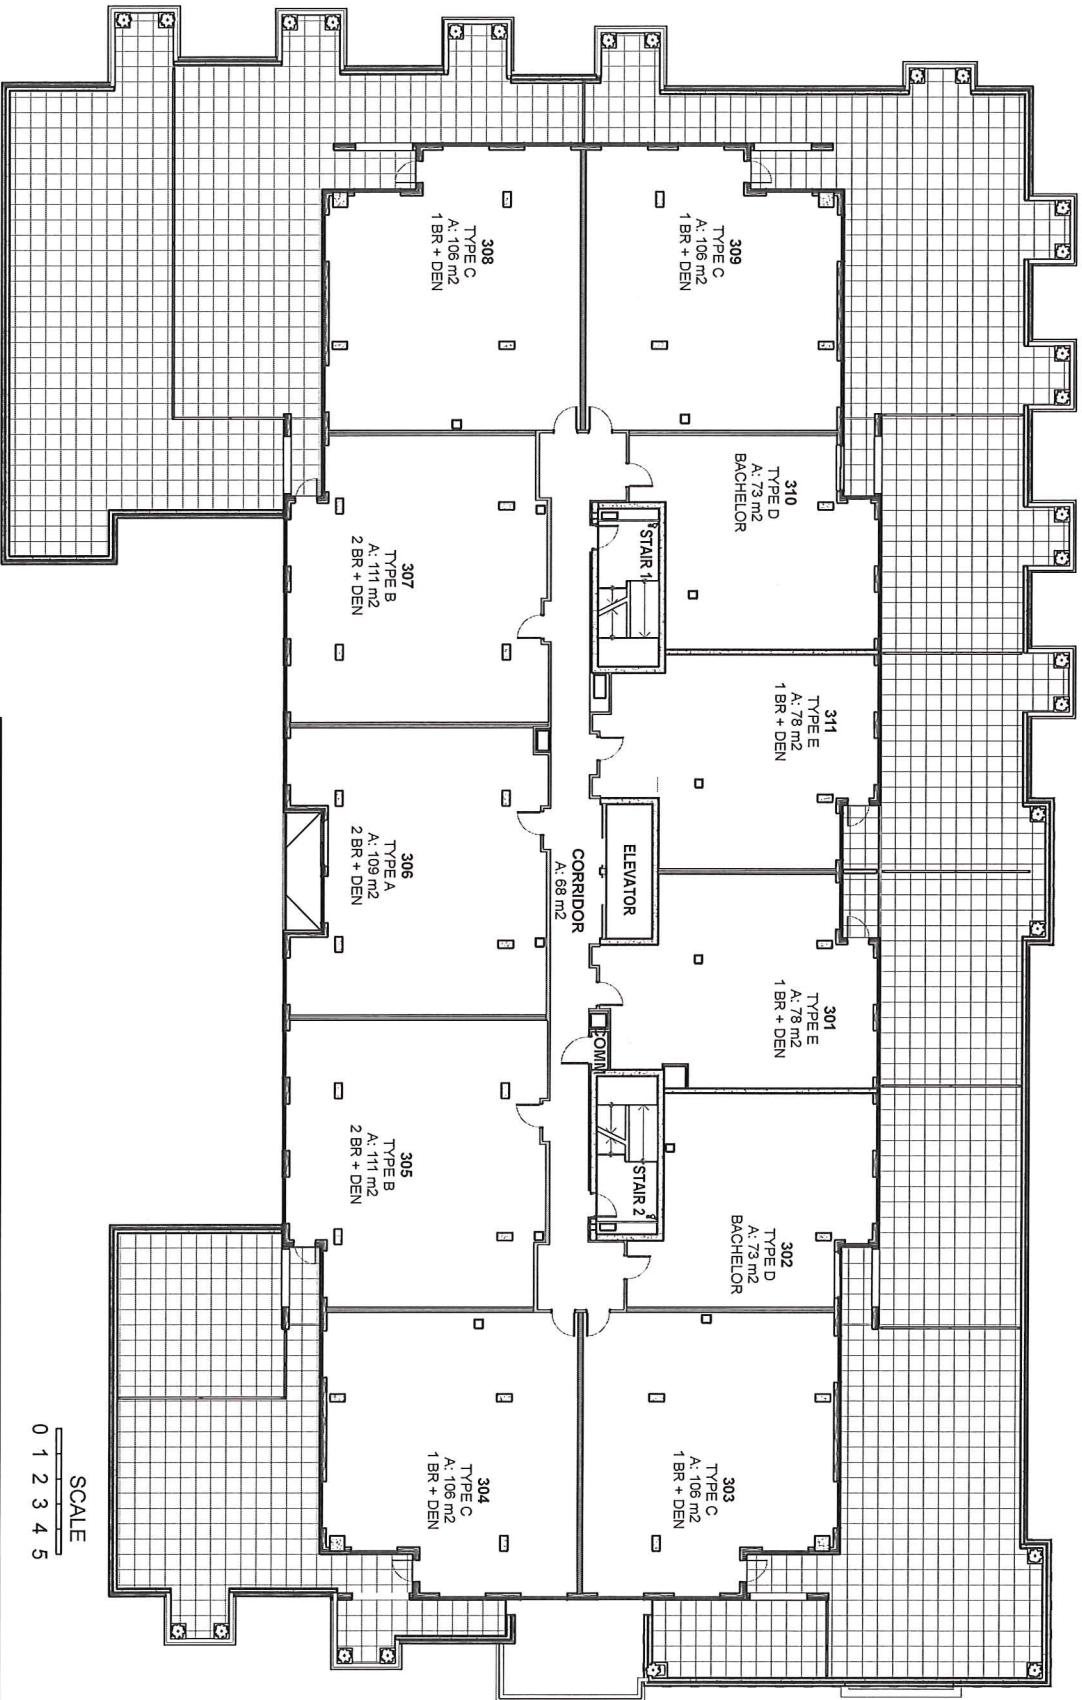 309
TYPE C
A: 106 m2
1 BR + DEN
310
TYPE D
A: 73 m2
BACHELOR
311
TYPE E
A: 78 m2
1 BR + DEN
301
TYPE E
A: 78 m2
1 BR + DEN
302
TYPE D
A: 73 m2
BACHELOR
303
TYPE C
A: 106 m2
1 BR + DEN
STAIR 1
ELEVATOR
COMM
STAIR 2
CORRIDOR
A: 68 m2
308
TYPE C
A: 106 m2
1 BR + DEN
307
TYPE B
A: 111 m2
2 BR + DEN
306
TYPE A
A: 109 m2
2 BR + DEN
305
TYPE B
A: 111 m2
2 BR + DEN
304
TYPE C
A: 106 m2
1 BR + DEN
SCALE
0 1 2 3 4 5